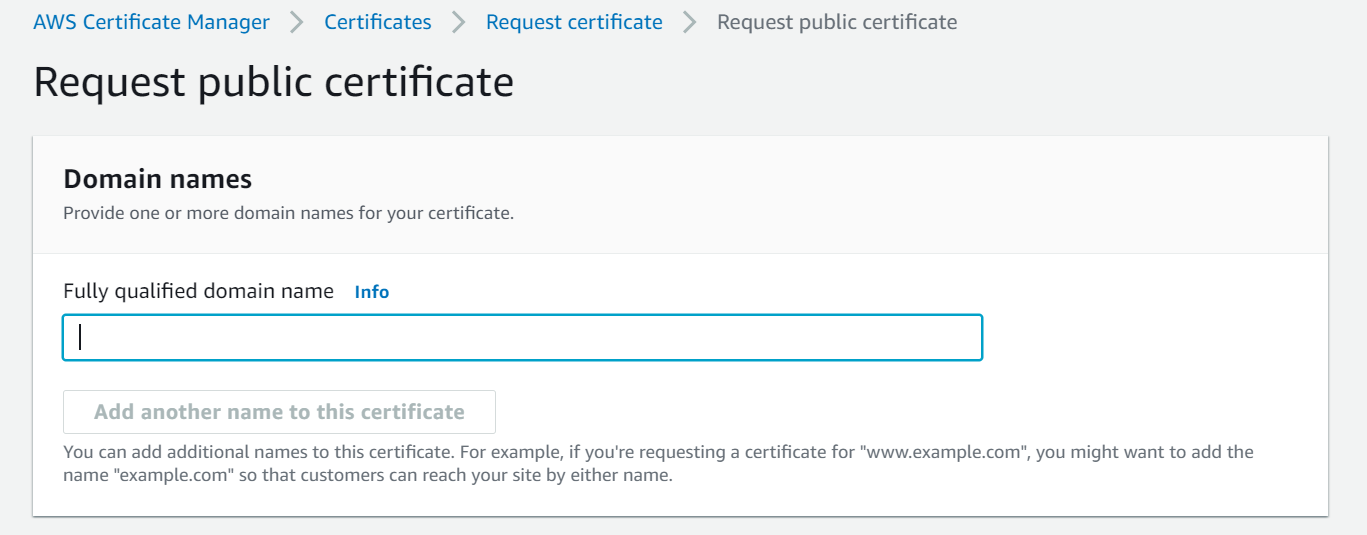 AWS Certificate Manager > Certificates > Request certificate > Request public certificate
Request public certificate
Domain names
Provide one or more domain names for your certificate.
Fully qualified domain name Info
Add another name to this certificate
You can add additional names to this certificate. For example, if you're requesting a certificate for "www.example.com", you might want to add the
name "example.com" so that customers can reach your site by either name.